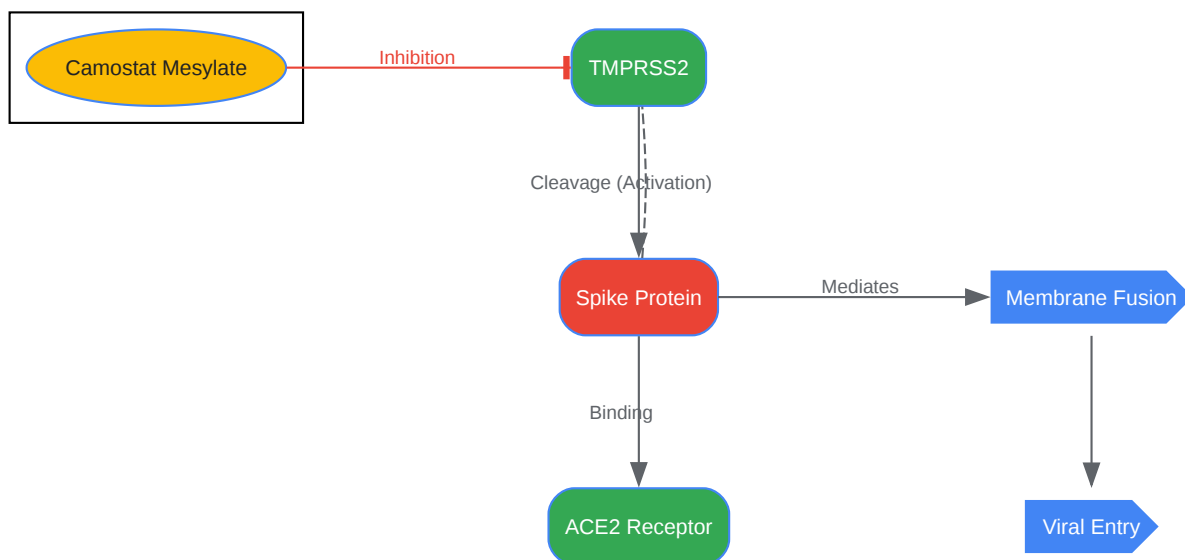 Camostat Mesylate
Inhibition
TMPRSS2
Cleavage (Activation)
Spike Protein
Mediates
Membrane Fusion
Binding
ACE2 Receptor
Viral Entry